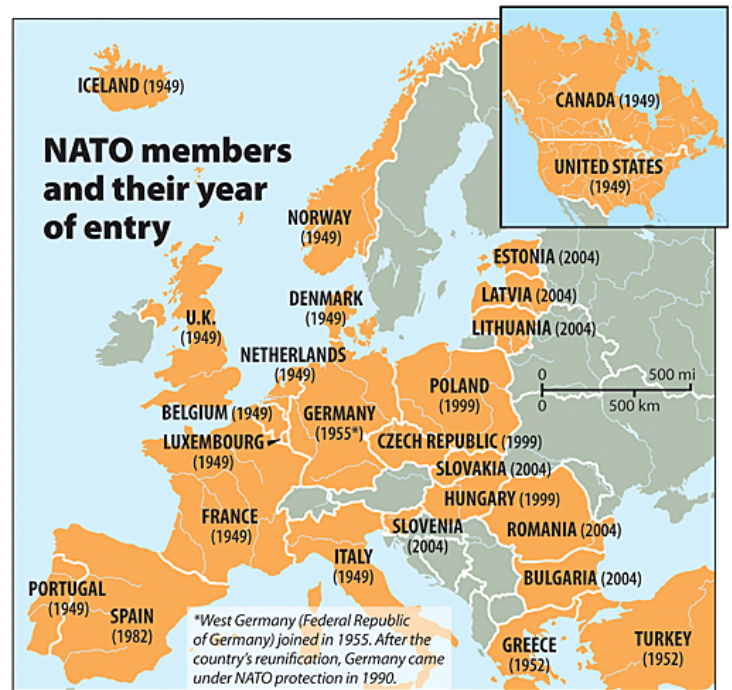 NATO members
and their year
of entry
ICELAND (1949)
CANADA (1949)
UNITED STATES
(1949)
NORWAY
(1949)
ESTONIA (2004)
LATVIA (2004)
LITHUANIA (2004)
DENMARK
(1949)
U.K.
(1949)
NETHERLANDS
(1949)
0 500 mi
0 500 km
POLAND
(1999)
BELGIUM (1949)
GERMANY
(1955*)
LUXEMBOURG
(1949)
CZECH REPUBLIC (1999)
SLOVAKIA (2004)
HUNGARY (1999)
FRANCE
(1949)
SLOVENIA
(2004)
ROMANIA (2004)
ITALY
(1949)
BULGARIA (2004)
PORTUGAL
(1949)
SPAIN
(1982)
GREECE
(1952)
TURKEY
(1952)
*West Germany (Federal Republic
of Germany) joined in 1955. After the
country's reunification, Germany came
under NATO protection in 1990.